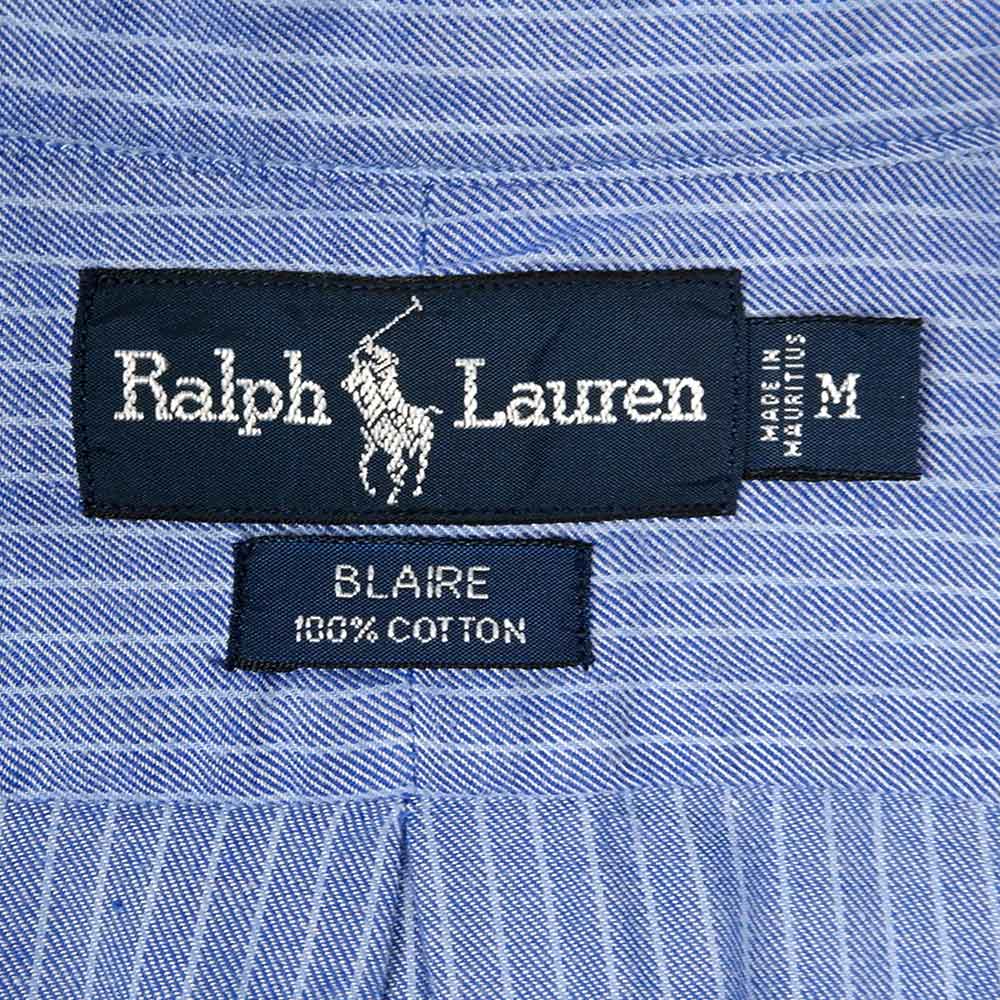 Ralph Lauren
MADE IN
MAURITIUS
M
BLAIRE
100% COTTON